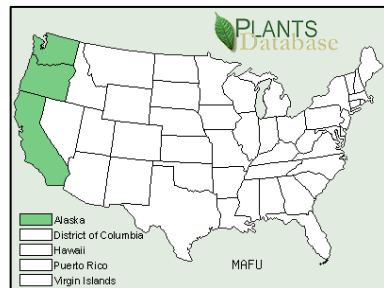 PLANTS
Database
Alaska
District of Columbia
Hawaii
Puerto Rico
Virgin Islands
MAFU